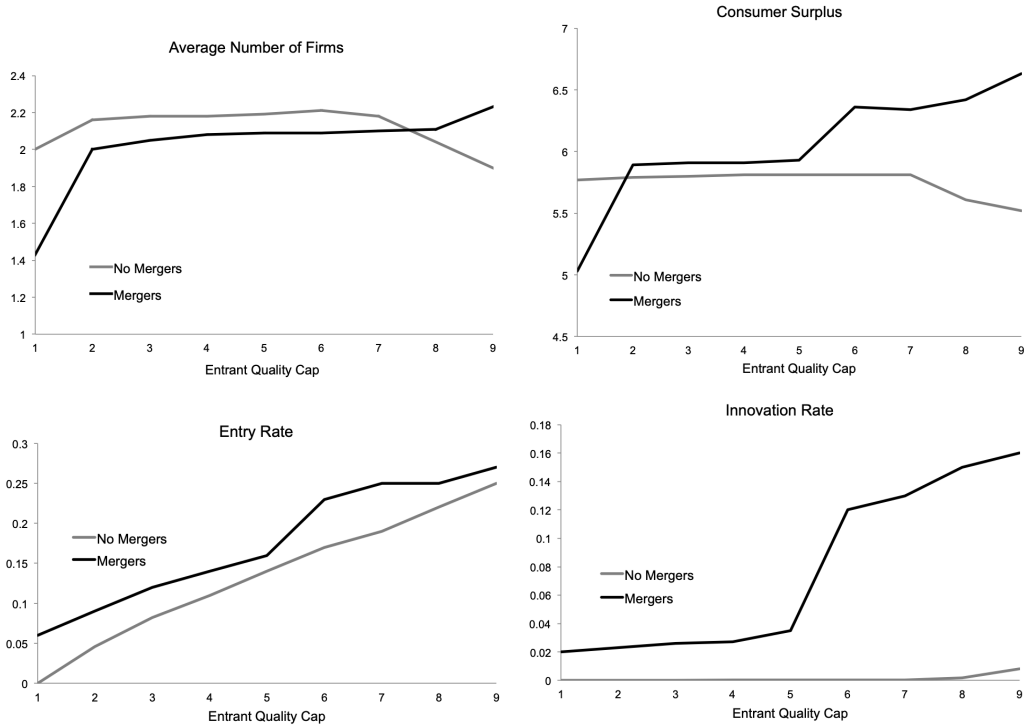 Average Number of Firms
2.4
2.2
2
1.8
1.6
1.4
1.2
1
No Mergers
Mergers
1 2 3 4 5 6 7 8 9
Entrant Quality Cap
Consumer Surplus
7
6.5
6
5.5
5
4.5
No Mergers
Mergers
1 2 3 4 5 6 7 8 9
Entrant Quality Cap
Entry Rate
0.3
0.25
0.2
0.15
0.1
0.05
0
No Mergers
Mergers
1 2 3 4 5 6 7 8 9
Entrant Quality Cap
Innovation Rate
0.18
0.16
0.14
0.12
0.1
0.08
0.06
0.04
0.02
0
No Mergers
Mergers
1 2 3 4 5 6 7 8 9
Entrant Quality Cap